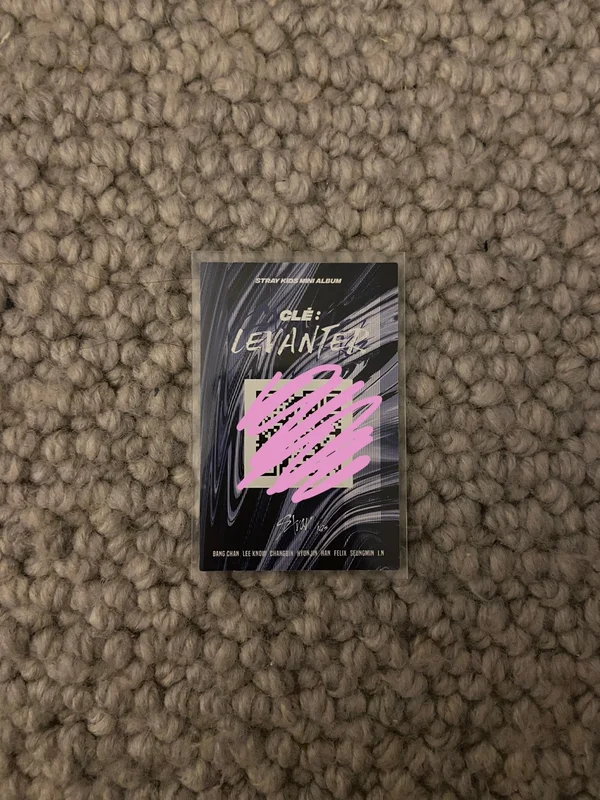 STRAY KIDS MINI ALBUM
CLÉ:
LEVANTER
BANG CHAN LEE KNOW CHANGBIN HYUNJIN HAN FELIX SEUNGMIN I.N